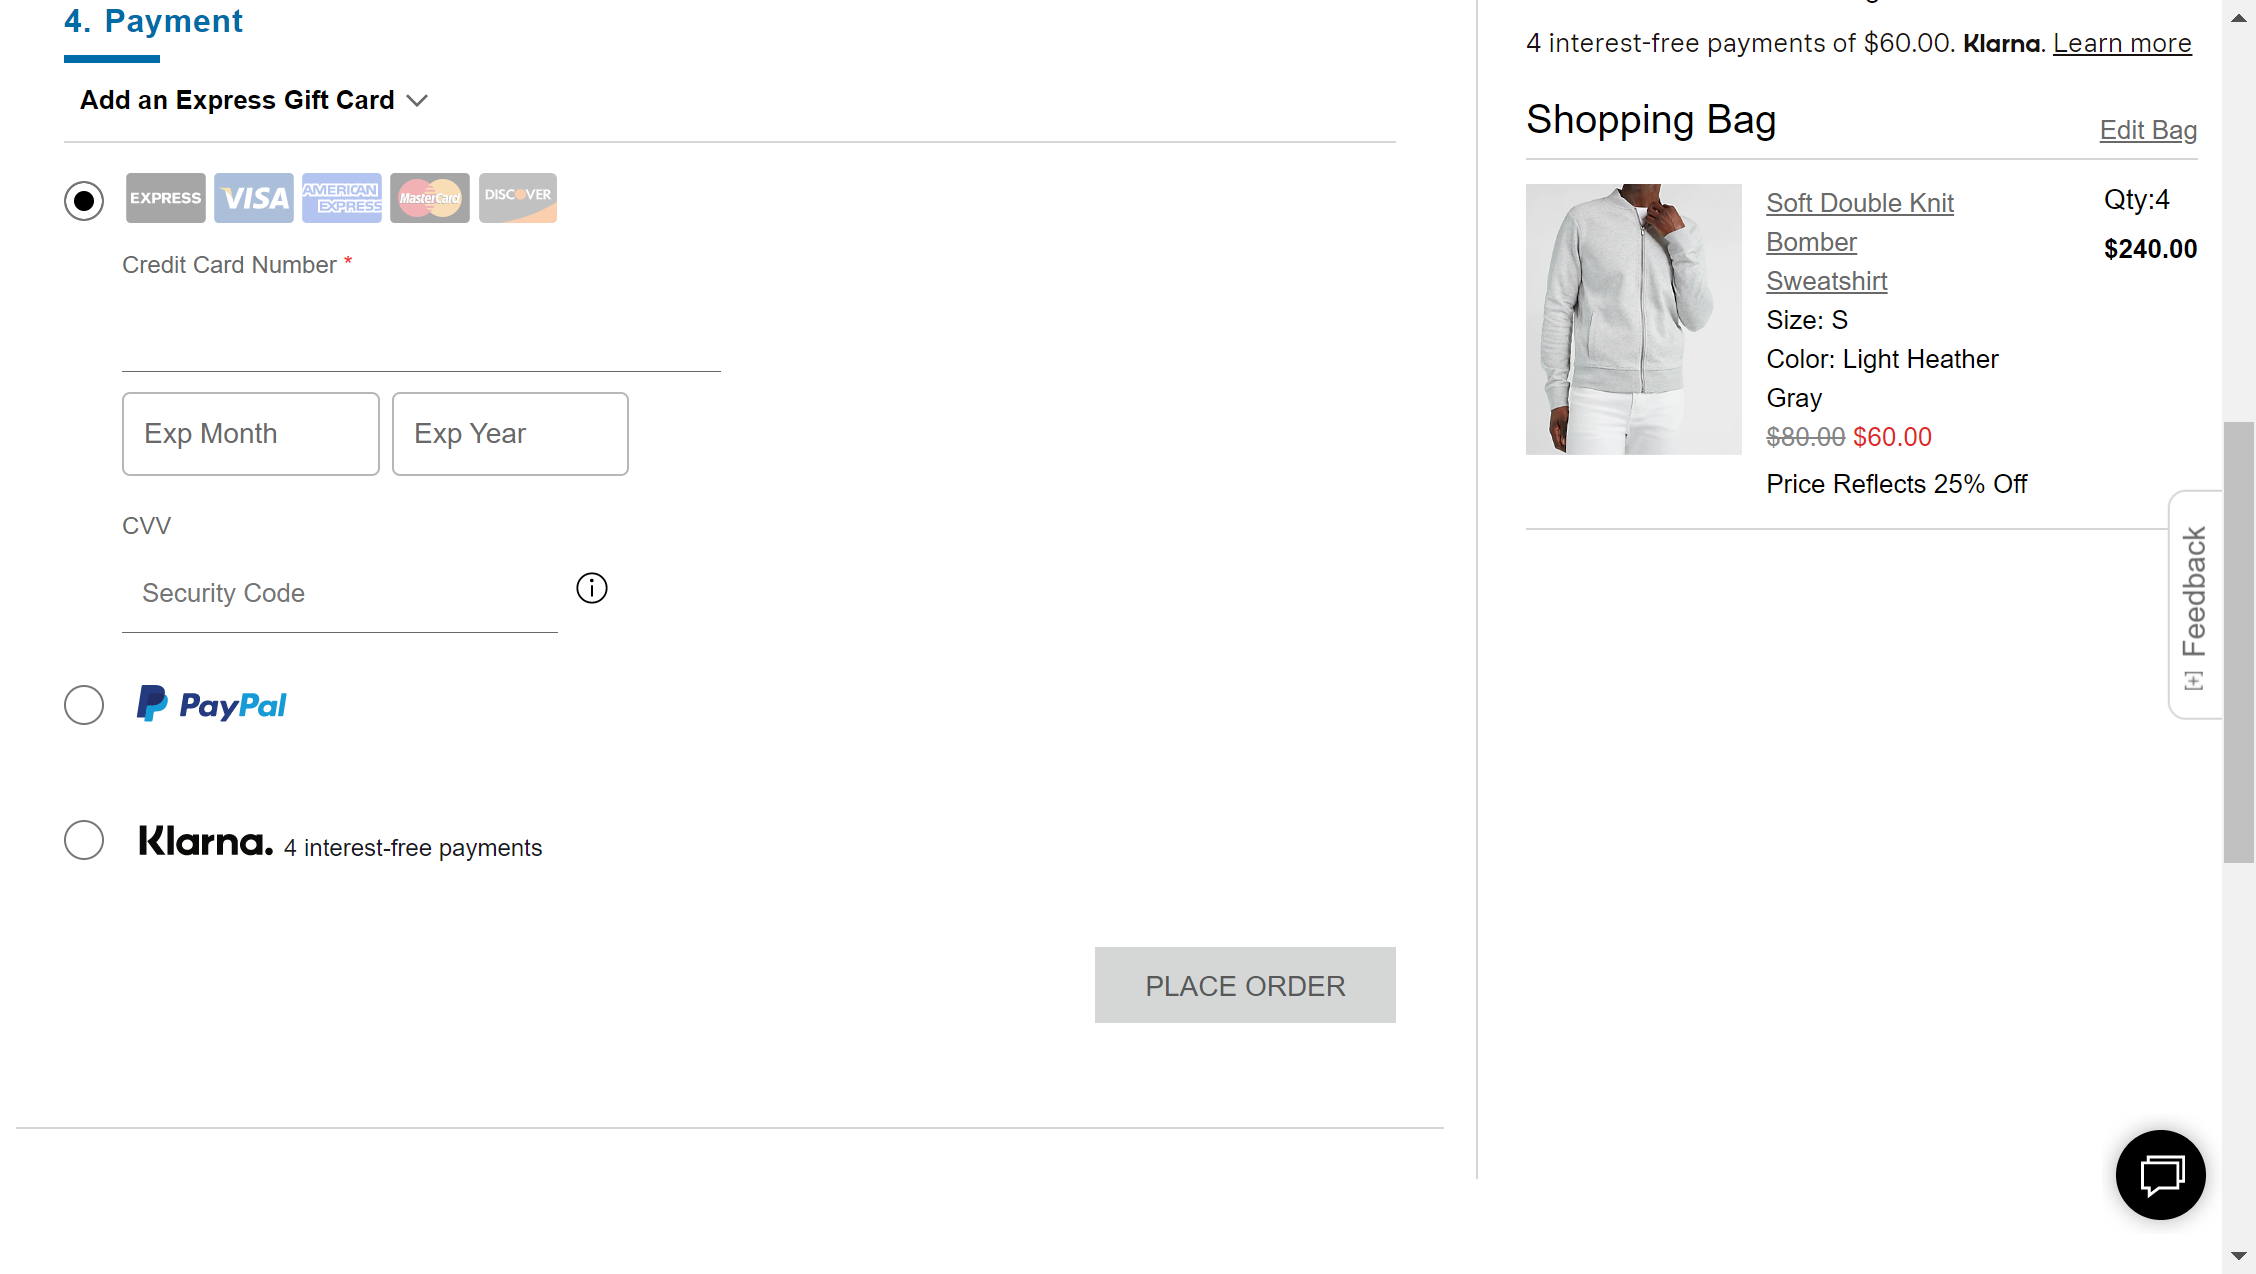 4. Payment
Add an Express Gift Card
EXPRESS VISA AMERICAN EXPRESS MasterCard DISCOVER
Credit Card Number *
Exp Month
Exp Year
CVV
Security Code
PayPal
Klarna. 4 interest-free payments
PLACE ORDER
4 interest-free payments of $60.00. Klarna. Learn more
Shopping Bag
Edit Bag
Soft Double Knit
Bomber
Sweatshirt
Size: S
Color: Light Heather
Gray
$80.00 $60.00
Price Reflects 25% Off
Qty:4
$240.00
[+] Feedback